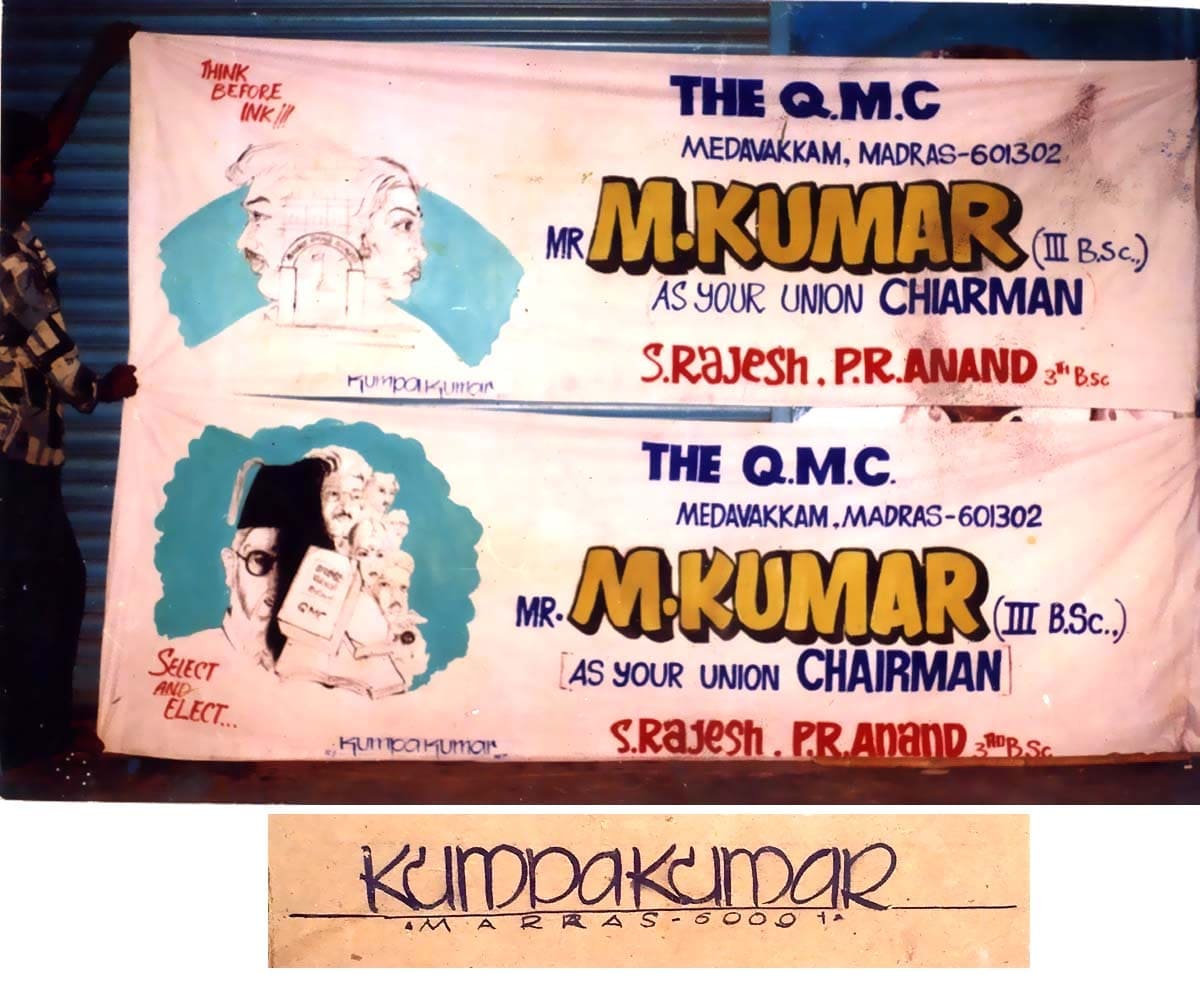 THINK
BEFORE
INK!!!
THE Q.M.C
MEDAVAKKAM, MADRAS-601302
MR M.KUMAR (III B.Sc.,)
AS YOUR UNION CHIARMAN
S.RAJESH . P.R.ANAND 3TH B.Sc
KUMPAKUMAR
THE Q.M.C.
MEDAVAKKAM, MADRAS-601302
MR. M.KUMAR (III B.Sc..,)
[AS YOUR UNION CHAIRMAN]
QMC
SELECT
AND
ELECT...
S.RAJESH . P.R.ANAND 3RD B.Sc
KUMPAKUMAR
KUMPAKUMAR